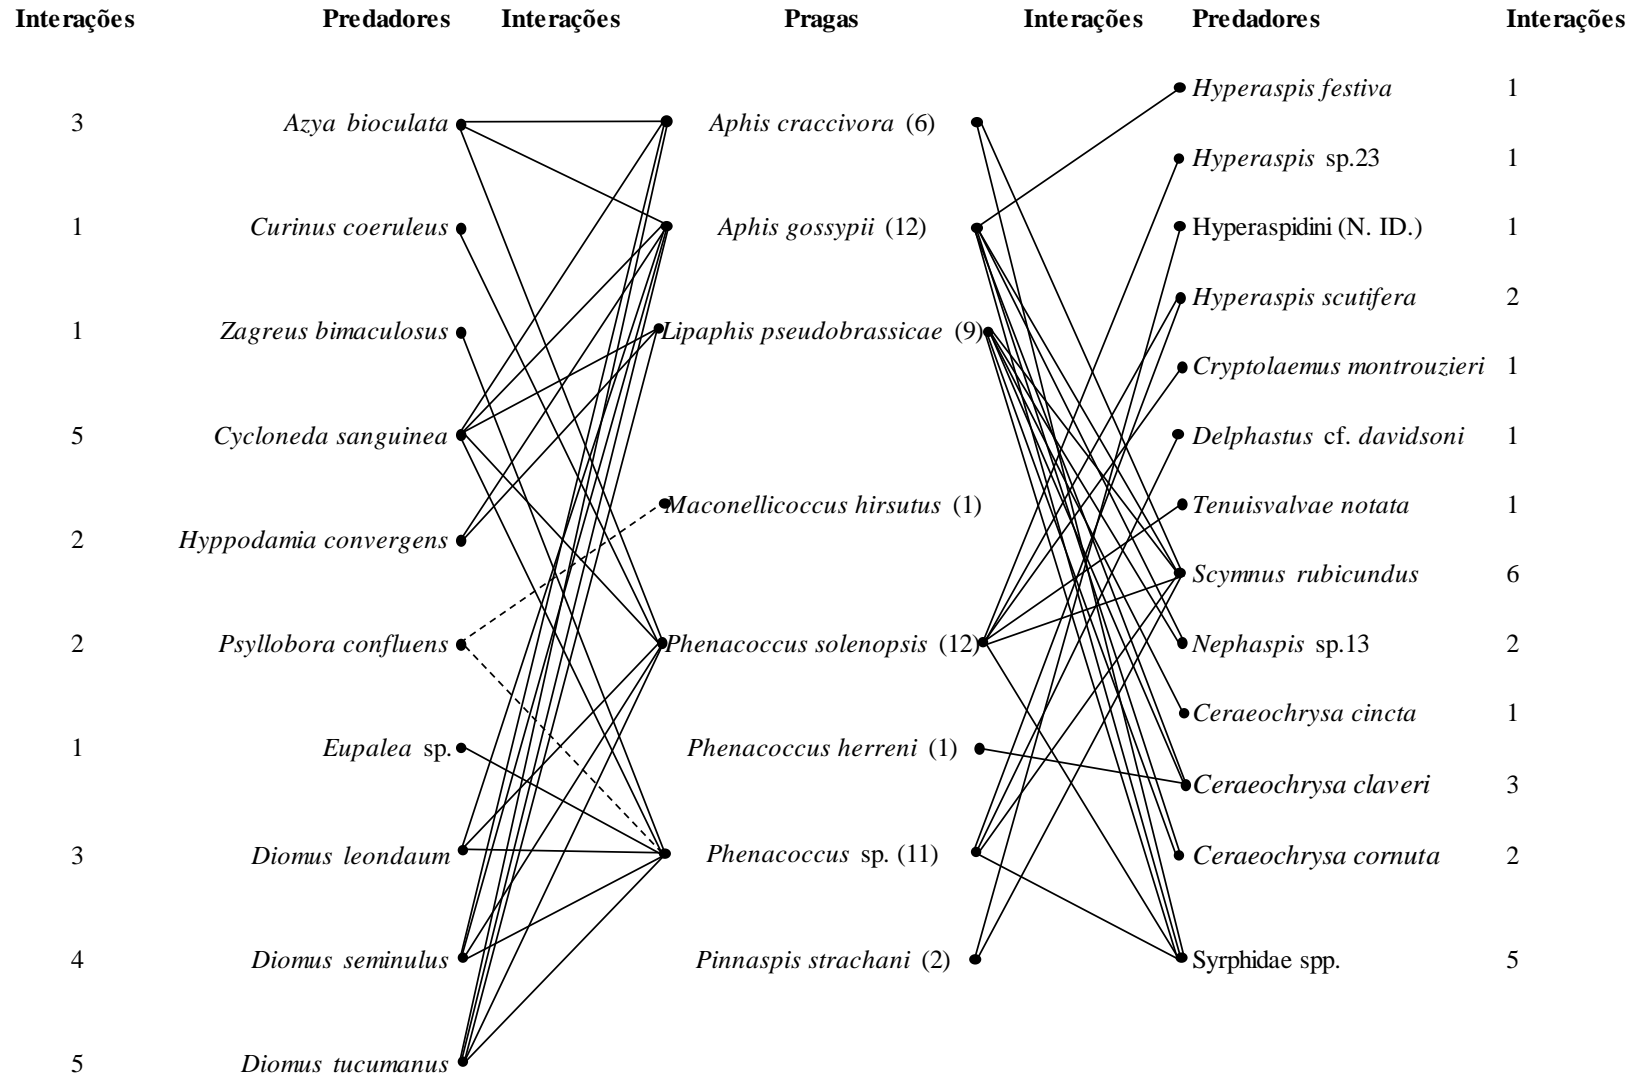 Interações Predadores Interações Pragas Interações Predadores Interações
Hyperaspis festiva 1
3 Azya bioculata Aphis craccivora (6)
Hyperaspis sp.23 1
1 Curinus coeruleus Aphis gossypii (12) Hyperaspidini (N. ID.) 1
Hyperaspis scutifera 2
1 Zagreus bimaculosus Lipaphis pseudobrassicae (9)
Cryptolaemus montrouzieri 1
5 Cycloneda sanguinea Delphastus cf. davidsoni 1
Maconellicoccus hirsutus (1) Tenuisvalvae notata 1
2 Hyppodamia convergens
Scymnus rubicundus 6
2 Psyllobora confluens Phenacoccus solenopsis (12) Nephaspis sp.13 2
Ceraeochrysa cincta 1
1 Eupalea sp. Phenacoccus herreni (1)
Ceraeochrysa claveri 3
3 Diomus leondaum Phenacoccus sp. (11) Ceraeochrysa cornuta 2
4 Diomus seminulus Pinnaspis strachani (2) Syrphidae spp. 5
5 Diomus tucumanus